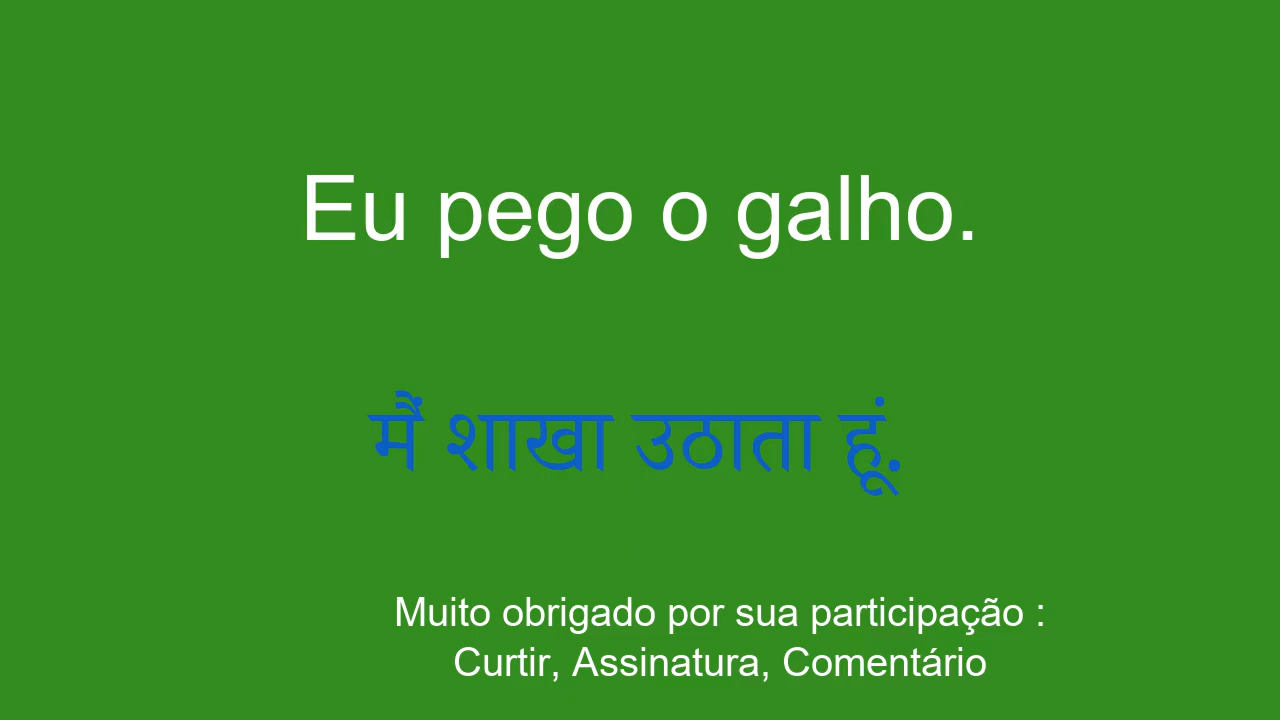 Eu pego o galho.
मैं शाखा उठाता हूं.
Muito obrigado por sua participação :
Curtir, Assinatura, Comentário